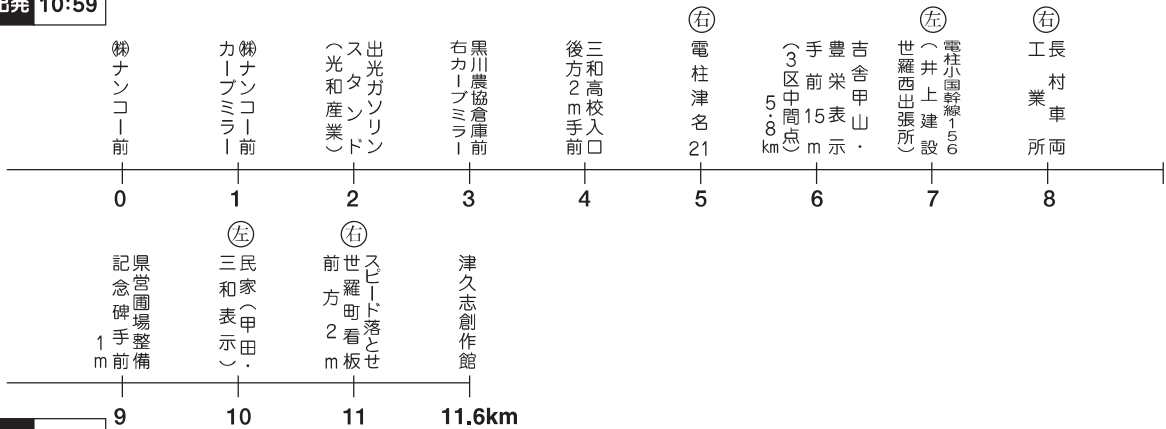 出発 10:59
㈱ナンコー前
㈱ナンコー前
カーブミラー
出光ガソリン
スタンド
（光和産業）
黒川農協倉庫前
右カーブミラー
三和高校入口
後方2m手前
右
電柱津名21
吉舎甲山・
豊栄表示
手前15m
（3区中間点）
5.8km
左
電柱小国幹線156
（井上建設
世羅西出張所）
右
長村車両
工業所
0 1 2 3 4 5 6 7 8
県営圃場整備
記念碑手前
1m
左
民家（甲田・
三和表示）
右
スピード落とせ
世羅町看板
前方2m
津久志創作館
9 10 11 11.6km